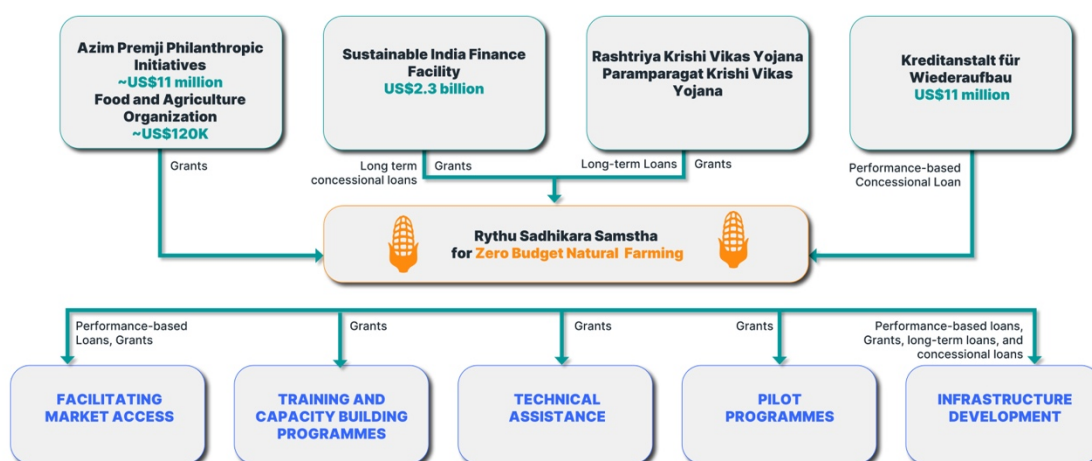 Azim Premji Philanthropic
Initiatives
~US$11 million
Food and Agriculture
Organization
~US$120K
Sustainable India Finance
Facility
US$2.3 billion
Rashtriya Krishi Vikas Yojana
Paramparagat Krishi Vikas
Yojana
Kreditanstalt für
Wiederaufbau
US$11 million
Grants
Long term
concessional loans
Grants
Long-term Loans
Grants
Performance-based
Concessional Loan
Rythu Sadhikara Samstha
for Zero Budget Natural Farming
Performance-based
Loans, Grants
Grants
Grants
Grants
Performance-based loans,
Grants, long-term loans, and
concessional loans
FACILITATING
MARKET ACCESS
TRAINING AND
CAPACITY BUILDING
PROGRAMMES
TECHNICAL
ASSISTANCE
PILOT
PROGRAMMES
INFRASTRUCTURE
DEVELOPMENT